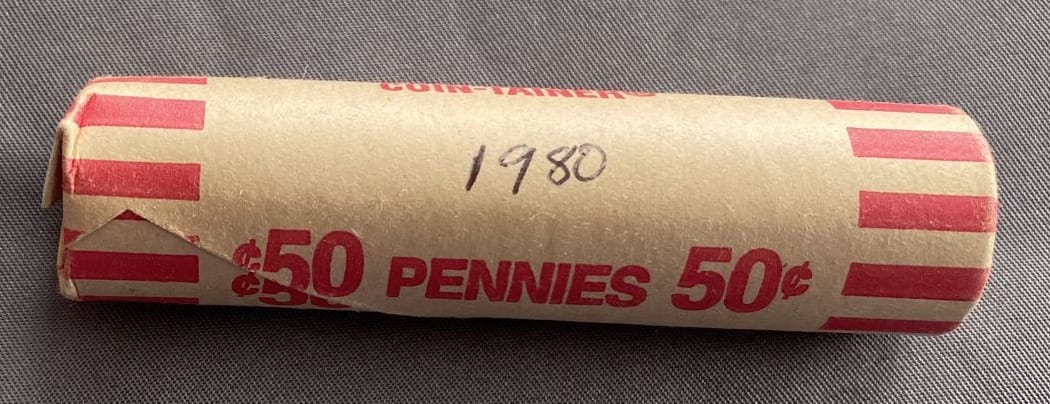 COIN-TAINER®
1980
¢50 PENNIES 50¢